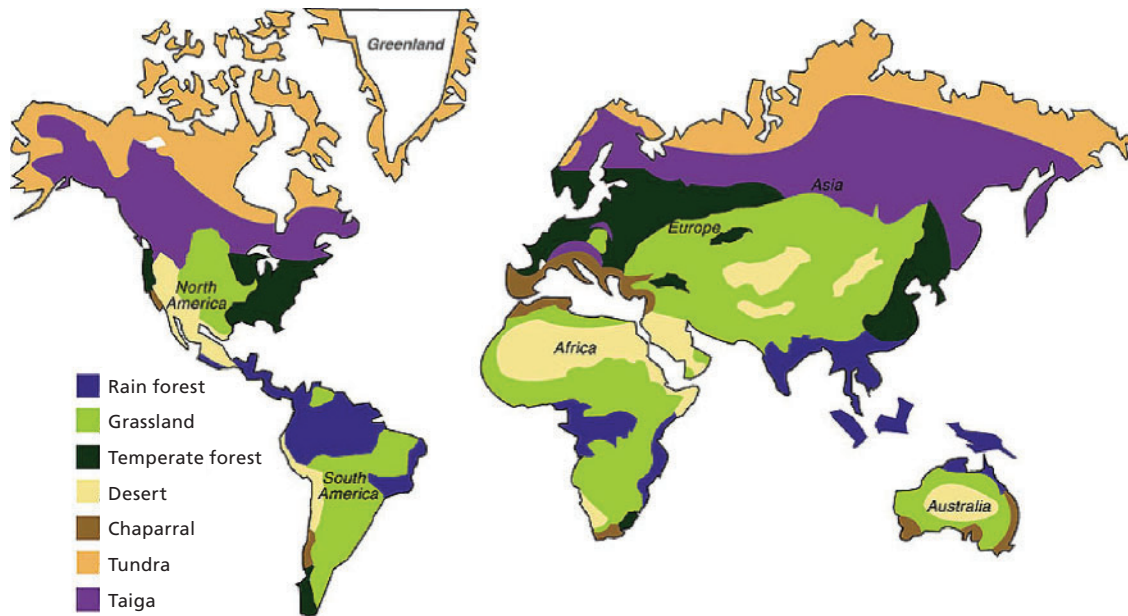 Greenland
Asia
Europe
North
America
Africa
South
America
Australia
Rain forest
Grassland
Temperate forest
Desert
Chaparral
Tundra
Taiga